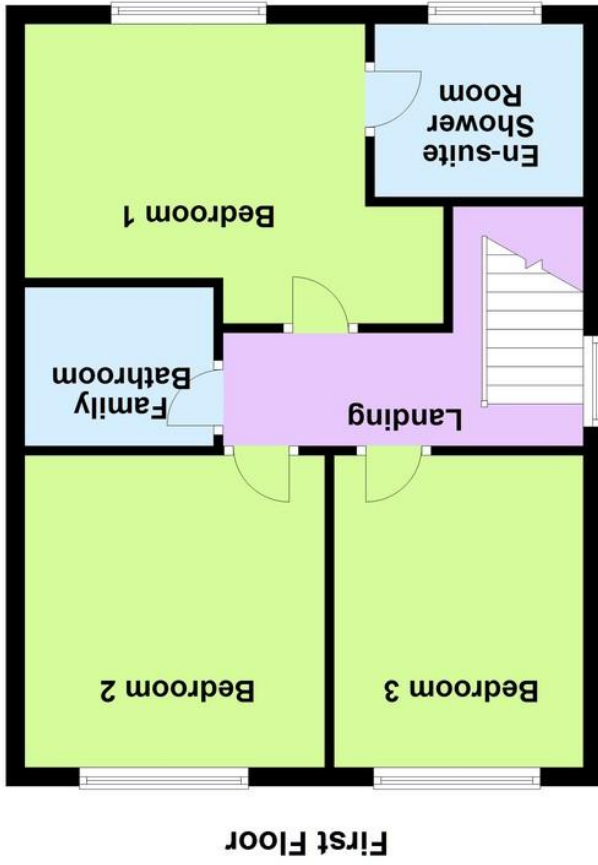 First Floor
Bedroom 3
Bedroom 2
Landing
Family
Bathroom
Bedroom 1
En-suite
Shower
Room